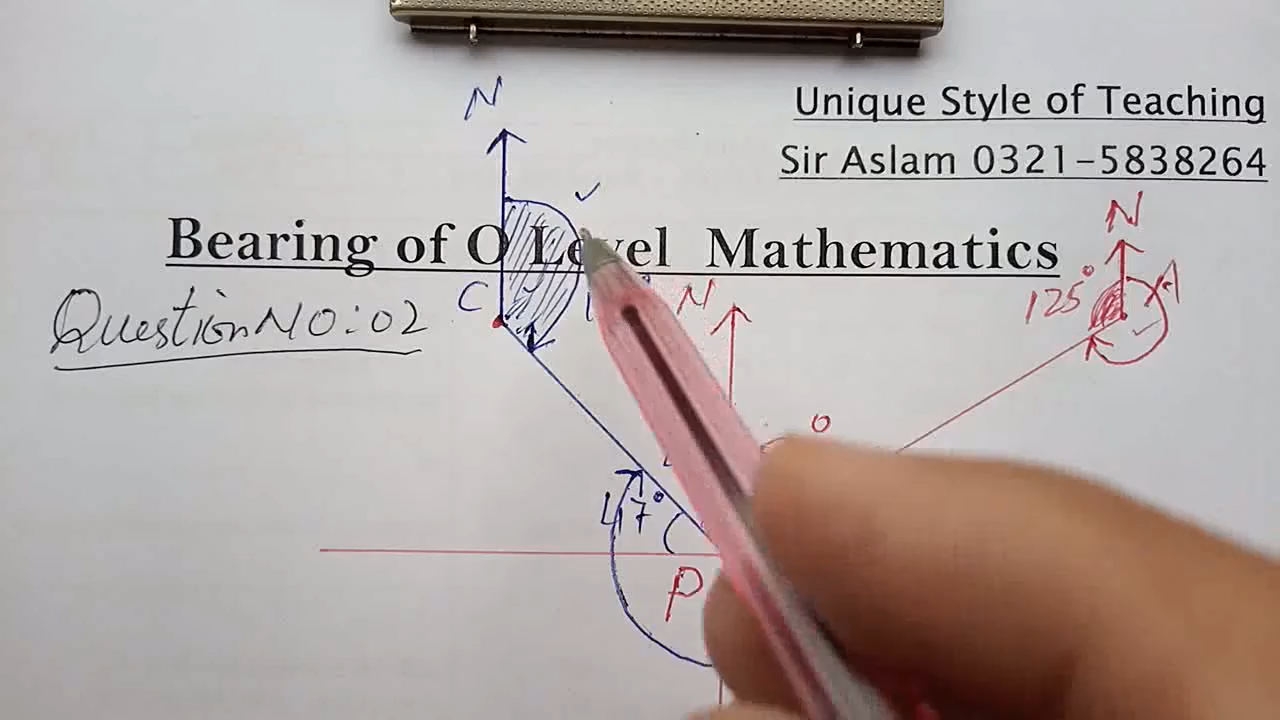 Unique Style of Teaching
Sir Aslam 0321-5838264
N
N
Bearing of O Level Mathematics
C
Question NO: 02
N
125°
A
47°
P